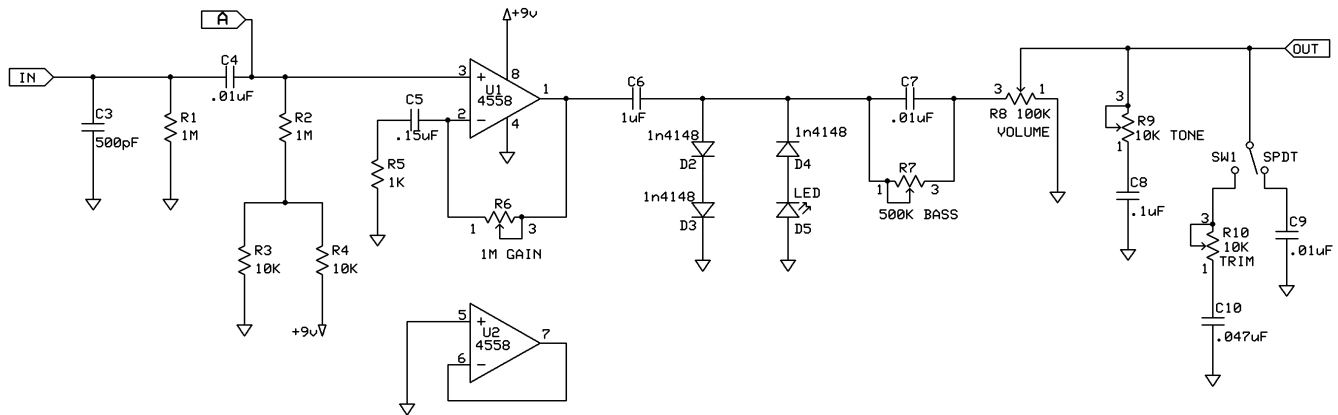 A
+9v
IN
C4
.01uF
C3
500pF
R1
1M
R2
1M
R3
10K
R4
10K
+9v
C5
.15uF
R5
1K
3
+
8
U1
4558
1
2
-
4
R6
1
3
1M GAIN
C6
1uF
1n4148
D2
1n4148
D3
1n4148
D4
LED
D5
C7
.01uF
R7
1
3
500K BASS
3
1
R8 100K
VOLUME
OUT
3
R9
10K TONE
1
C8
.1uF
SW1
SPDT
3
R10
10K
TRIM
1
C9
.01uF
C10
.047uF
5
+
U2
4558
7
6
-